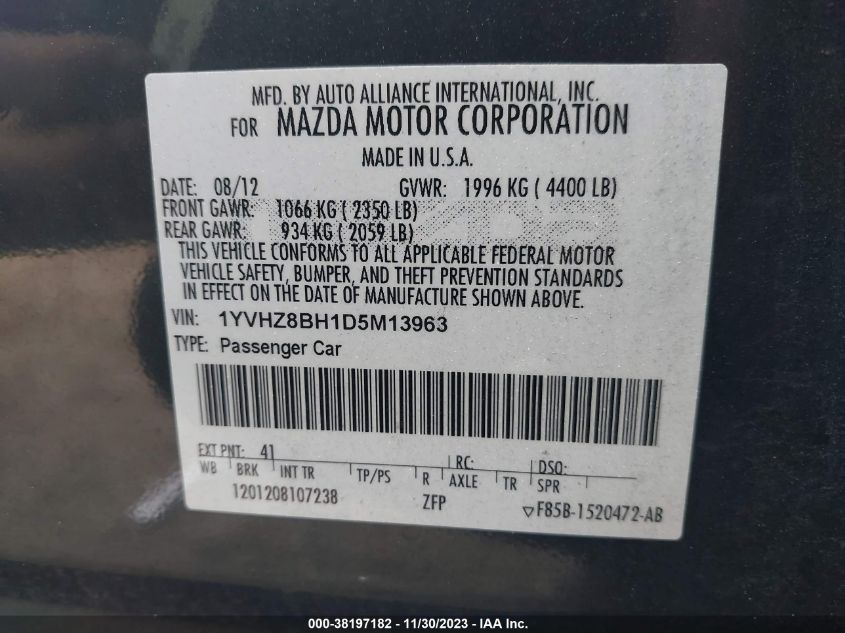 MFD. BY AUTO ALLIANCE INTERNATIONAL, INC.
FOR MAZDA MOTOR CORPORATION
MADE IN U.S.A.
DATE: 08/12 GVWR: 1996 KG ( 4400 LB)
FRONT GAWR: 1066 KG ( 2350 LB)
REAR GAWR: 934 KG ( 2059 LB)
THIS VEHICLE CONFORMS TO ALL APPLICABLE FEDERAL MOTOR
VEHICLE SAFETY, BUMPER, AND THEFT PREVENTION STANDARDS
IN EFFECT ON THE DATE OF MANUFACTURE SHOWN ABOVE.
VIN: 1YVHZ8BH1D5M13963
TYPE: Passenger Car
EXT PNT: 41 RC: DSO:
WB BRK INT TR TP/PS R AXLE TR SPR
1201208107238 ZFP ▽F85B-1520472-AB
000-38197182 - 11/30/2023 - IAA Inc.